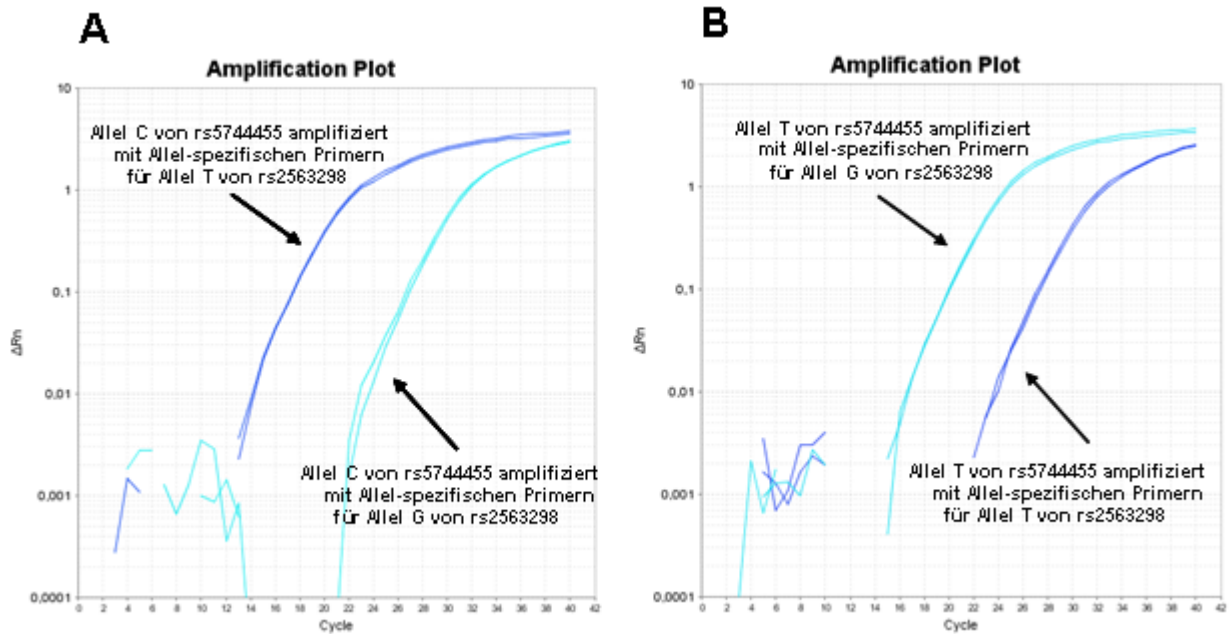 A
Amplification Plot
10
1
0,1
0,01
0,001
0,0001
ΔRn
Allel C von rs5744455 amplifiziert
mit Allel-spezifischen Primern
für Allel T von rs2563298
Allel C von rs5744455 amplifiziert
mit Allel-spezifischen Primern
für Allel G von rs2563298
0 2 4 6 8 10 12 14 16 18 20 22 24 26 28 30 32 34 36 38 40 42
Cycle
B
Amplification Plot
10
1
0,1
0,01
0,001
0,0001
ΔRn
Allel T von rs5744455 amplifiziert
mit Allel-spezifischen Primern
für Allel G von rs2563298
Allel T von rs5744455 amplifiziert
mit Allel-spezifischen Primern
für Allel T von rs2563298
0 2 4 6 8 10 12 14 16 18 20 22 24 26 28 30 32 34 36 38 40 42
Cycle